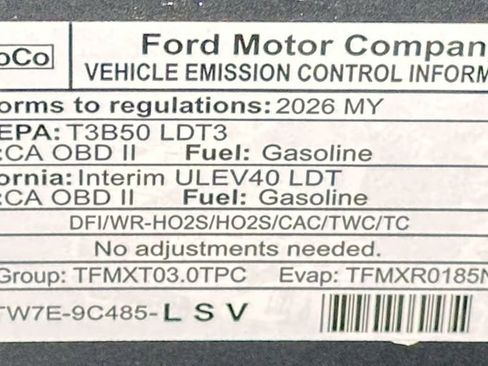 oCo
Ford Motor Compan
VEHICLE EMISSION CONTROL INFORM
orms to regulations: 2026 MY
EPA: T3B50 LDT3
: CA OBD II Fuel: Gasoline
ornia: Interim ULEV40 LDT
: CA OBD II Fuel: Gasoline
DFI/WR-HO2S/HO2S/CAC/TWC/TC
No adjustments needed.
Group: TFMXT03.0TPC Evap: TFMXR0185N
TW7E-9C485-L S V